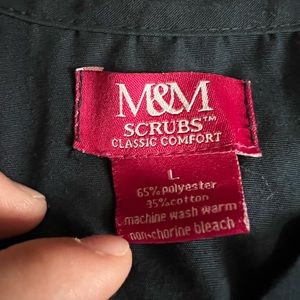 M&M
SCRUBS™
CLASSIC COMFORT
L
65% polyester
35% cotton
machine wash warm
non-chorine bleach